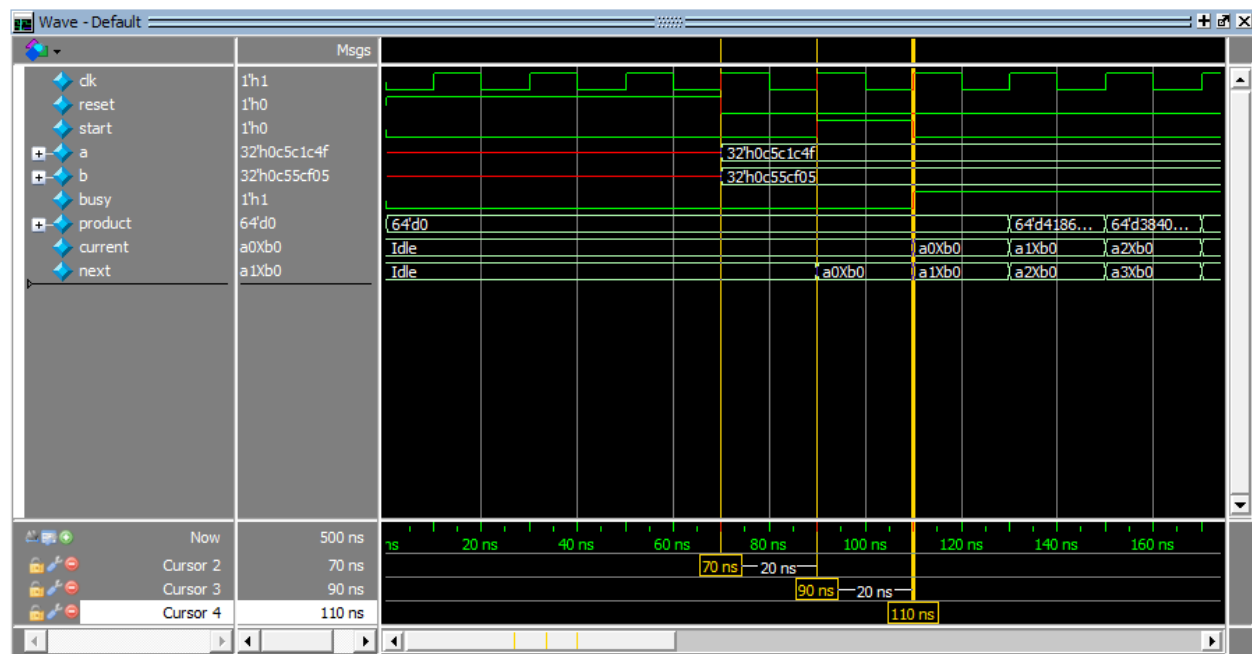 Wave - Default
Msgs
clk 1'h1
reset 1'h0
start 1'h0
a 32'h0c5c1c4f 32'h0c5c1c4f
b 32'h0c55cf05 32'h0c55cf05
busy 1'h1
product 64'd0 64'd0 64'd4186... 64'd3840...
current a0Xb0 Idle a0Xb0 a1Xb0 a2Xb0
next a1Xb0 Idle a0Xb0 a1Xb0 a2Xb0 a3Xb0
Now 500 ns ns 20 ns 40 ns 60 ns 80 ns 100 ns 120 ns 140 ns 160 ns
Cursor 2 70 ns 70 ns 20 ns
Cursor 3 90 ns 90 ns 20 ns
Cursor 4 110 ns 110 ns